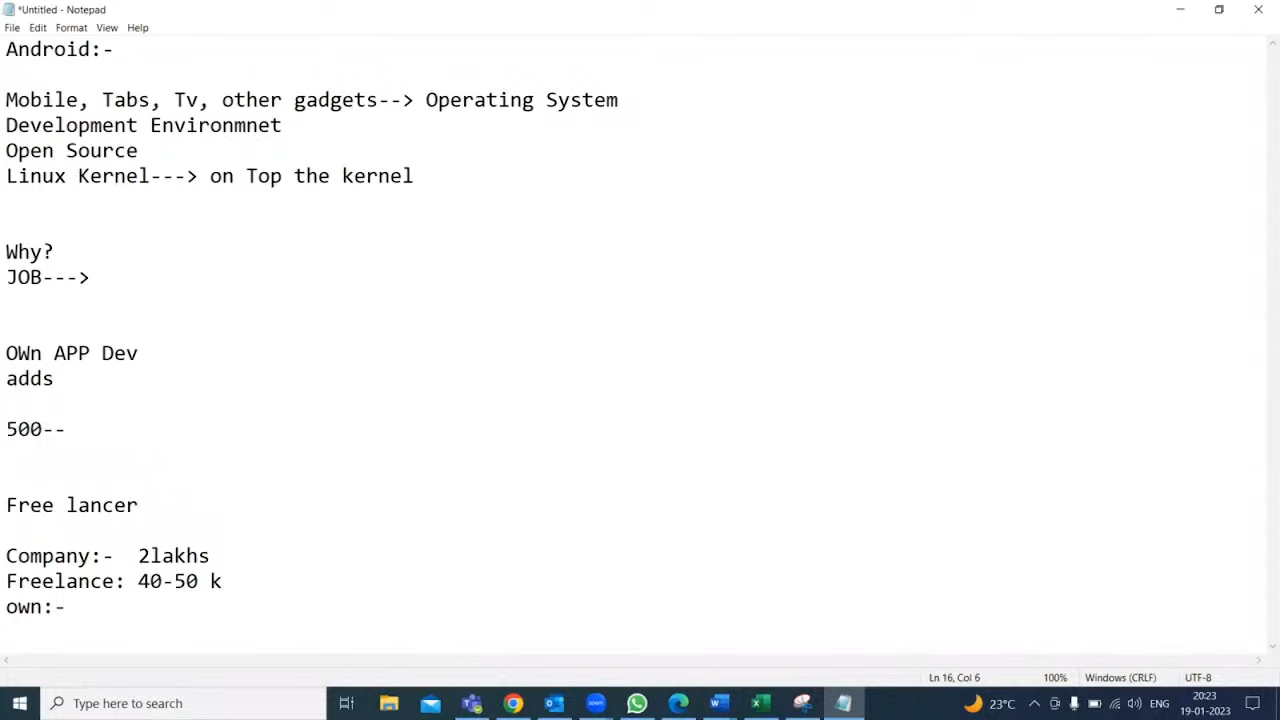 *Untitled - Notepad
File Edit Format View Help
Android:-
Mobile, Tabs, Tv, other gadgets--> Operating System
Development Environmnet
Open Source
Linux Kernel---> on Top the kernel
Why?
JOB--->
OWn APP Dev
adds
500--
Free lancer
Company:-  2lakhs
Freelance: 40-50 k
own:-
Ln 16, Col 6 100% Windows (CRLF) UTF-8
Type here to search
zoom
23°C
ENG
20:23
19-01-2023